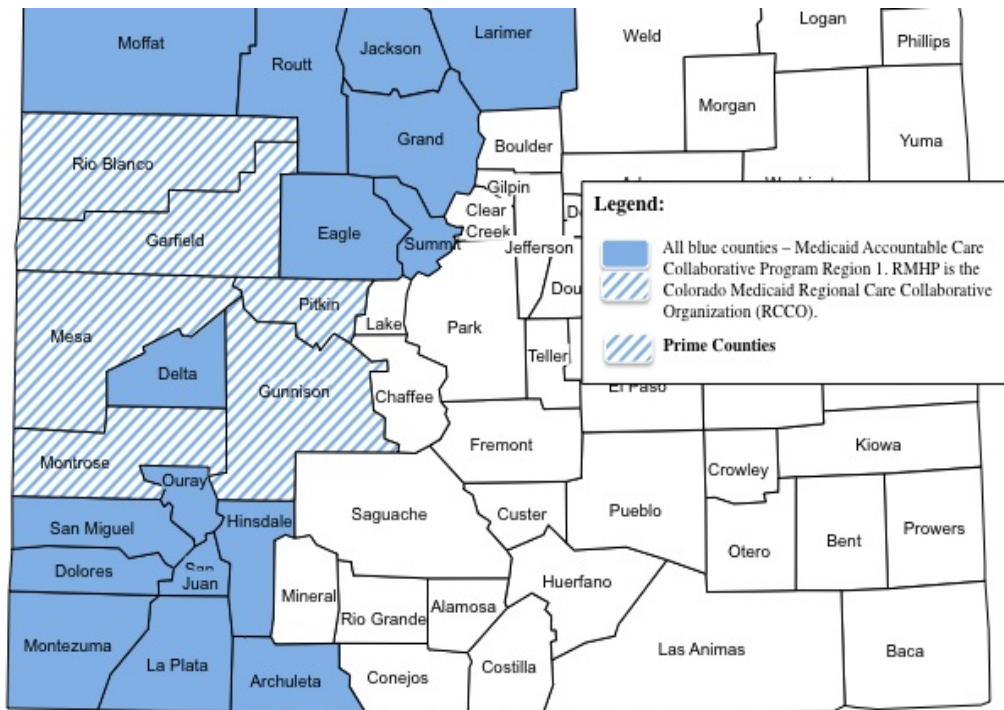 Moffat
Routt
Jackson
Larimer
Weld
Logan
Phillips
Morgan
Yuma
Rio Blanco
Grand
Boulder
Gilpin
Clear
Creek
Garfield
Eagle
Summit
Jefferson
Dou
Legend:
All blue counties – Medicaid Accountable Care
Collaborative Program Region 1. RMHP is the
Colorado Medicaid Regional Care Collaborative
Organization (RCCO).
Prime Counties
Pitkin
Lake
Park
Mesa
Delta
Gunnison
Chaffee
Teller
El Paso
Fremont
Kiowa
Crowley
Montrose
Ouray
San Miguel
Hinsdale
Saguache
Custer
Pueblo
Otero
Bent
Prowers
Dolores
San
Juan
Mineral
Rio Grande
Alamosa
Huerfano
Montezuma
La Plata
Archuleta
Conejos
Costilla
Las Animas
Baca